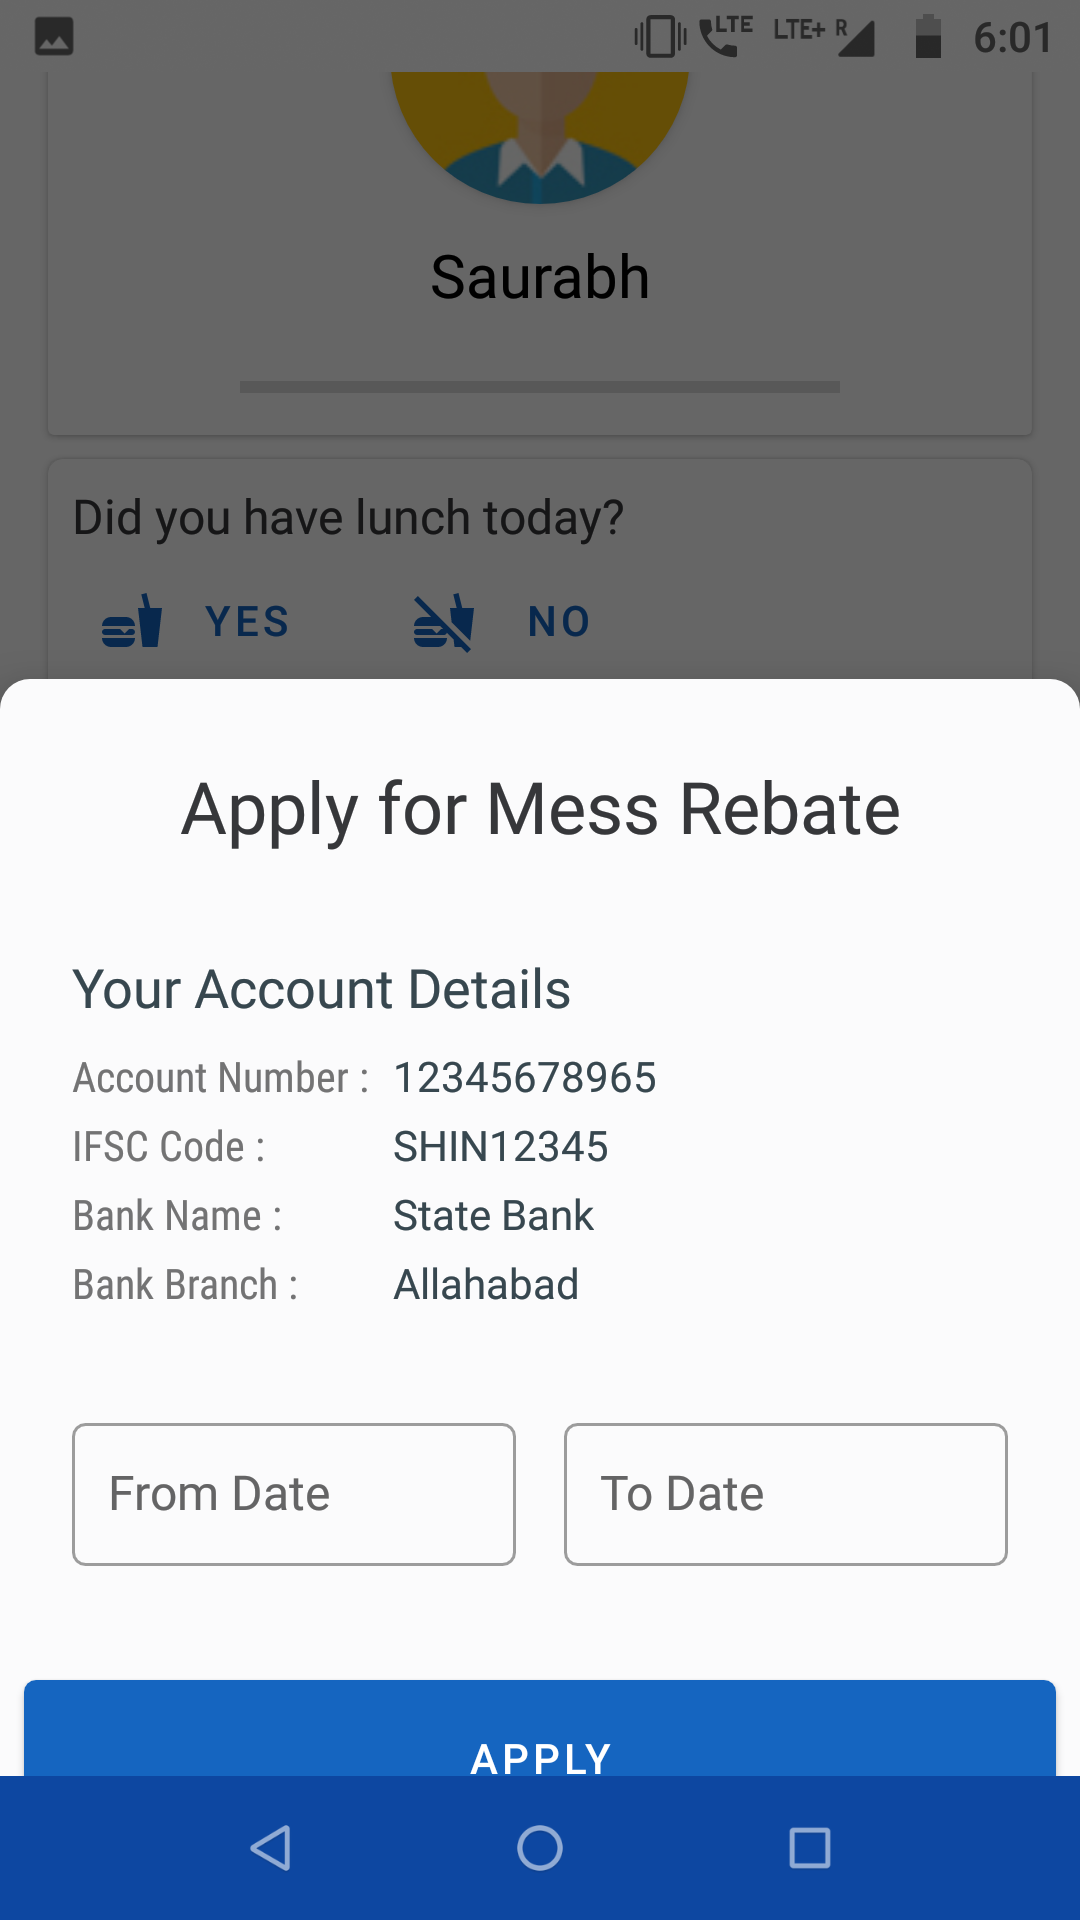 LTE LTE+ R 6:01
Saurabh
Did you have lunch today?
YES NO
Apply for Mess Rebate
Your Account Details
Account Number : 12345678965
IFSC Code : SHIN12345
Bank Name : State Bank
Bank Branch : Allahabad
From Date To Date
APPLY